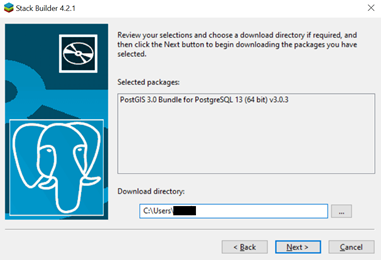 Stack Builder 4.2.1
Review your selections and choose a download directory if required, and
then click the Next button to begin downloading the packages you have
selected.
Selected packages:
PostGIS 3.0 Bundle for PostgreSQL 13 (64 bit) v3.0.3
Download directory:
C:\Users\
...
< Back
Next >
Cancel